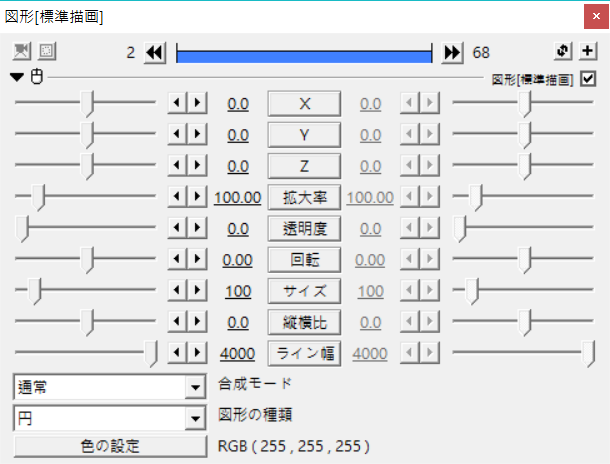 図形[標準描画]
2 68
図形[標準描画]
0.0 X 0.0
0.0 Y 0.0
0.0 Z 0.0
100.00 拡大率 100.00
0.0 透明度 0.0
0.00 回転 0.00
100 サイズ 100
0.0 縦横比 0.0
4000 ライン幅 4000
通常 合成モード
円 図形の種類
色の設定 RGB ( 255 , 255 , 255 )